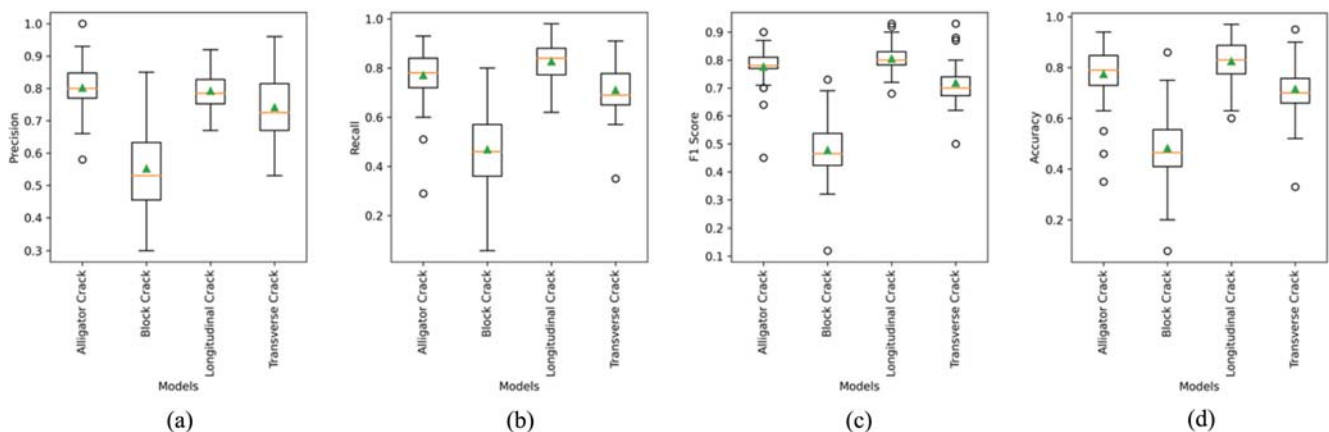 1.0
0.9
0.8
0.7
0.6
0.5
0.4
0.3
Precision
Alligator Crack
Block Crack
Longitudinal Crack
Transverse Crack
Models
(a)
1.0
0.8
0.6
0.4
0.2
Recall
Alligator Crack
Block Crack
Longitudinal Crack
Transverse Crack
Models
(b)
0.9
0.8
0.7
0.6
0.5
0.4
0.3
0.2
0.1
F1 Score
Alligator Crack
Block Crack
Longitudinal Crack
Transverse Crack
Models
(c)
1.0
0.8
0.6
0.4
0.2
Accuracy
Alligator Crack
Block Crack
Longitudinal Crack
Transverse Crack
Models
(d)